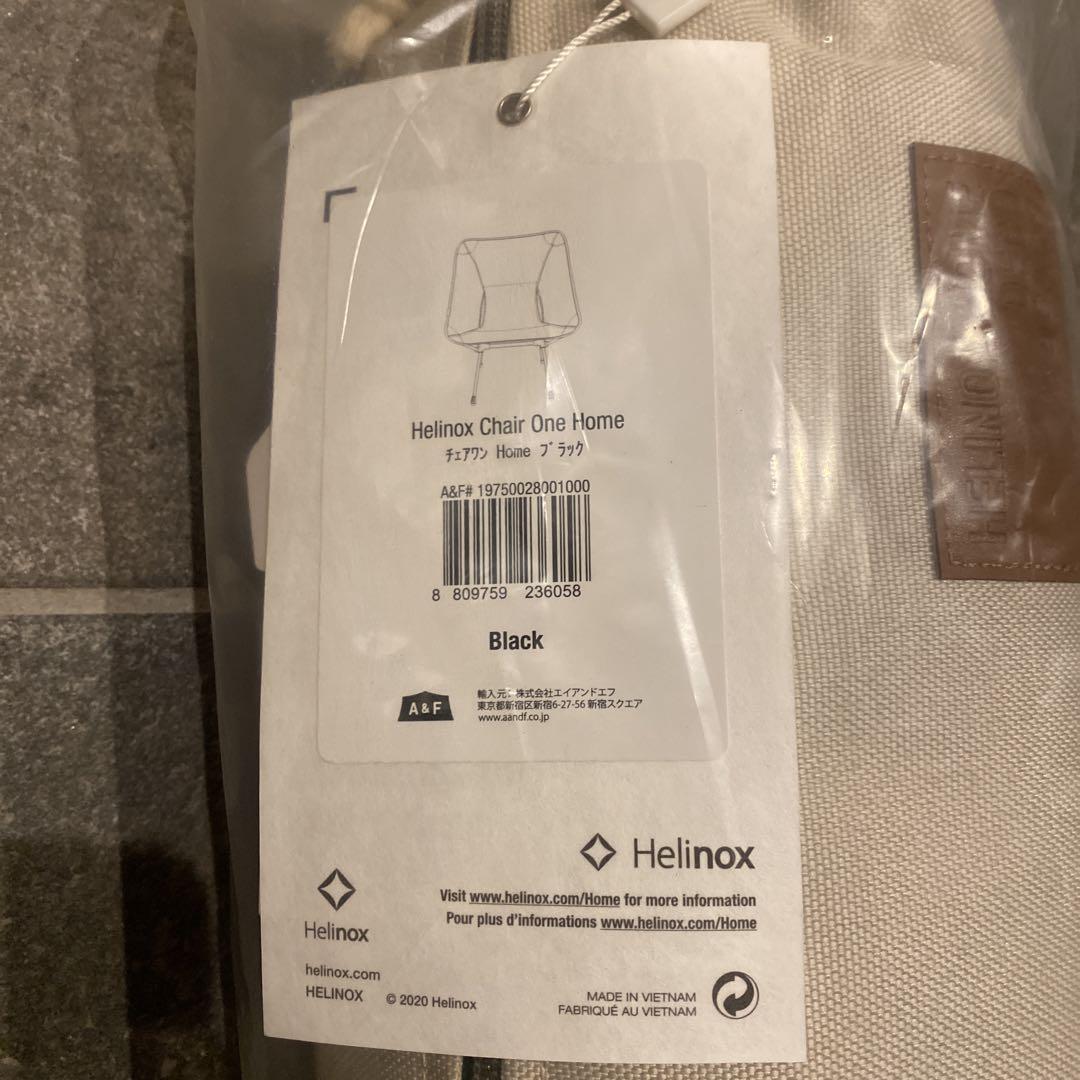 Helinox Chair One Home
チェアワン Home ブラック
A&F# 19750028001000
8 809759 236058
Black
A&F
輸入元：株式会社エイアンドエフ
東京都新宿区新宿6-27-56 新宿スクエア
www.aandf.co.jp
Helinox
Visit www.helinox.com/Home for more information
Pour plus d'informations www.helinox.com/Home
Helinox
helinox.com
HELINOX © 2020 Helinox
MADE IN VIETNAM
FABRIQUÉ AU VIETNAM
HELINOX